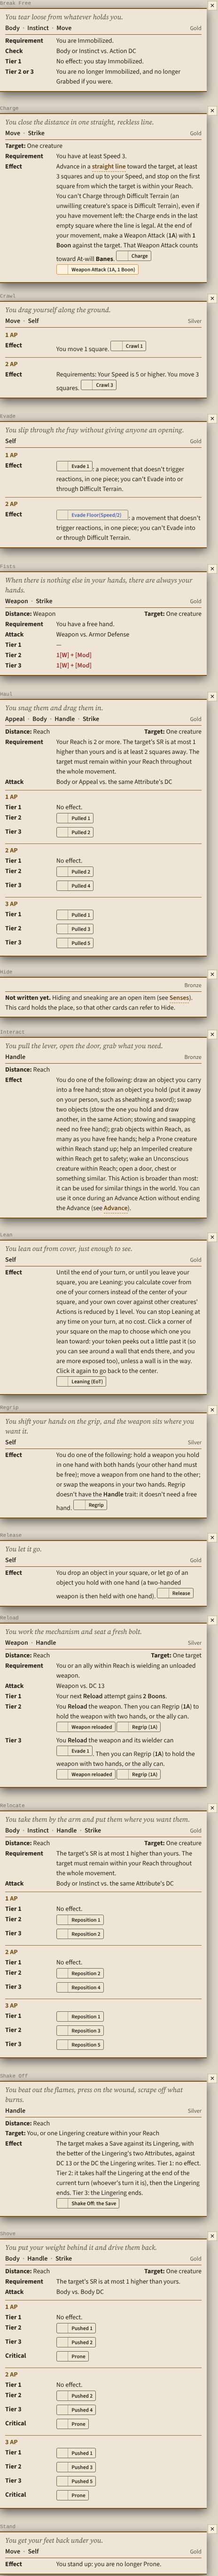 Break Free
×
You tear loose from whatever holds you.
Body · Instinct · Move Gold
Requirement You are Immobilized.
Check Body or Instinct vs. Action DC
Tier 1 No effect: you stay Immobilized.
Tier 2 or 3 You are no longer Immobilized, and no longer
Grabbed if you were.
Charge
×
You close the distance in one straight, reckless line.
Move · Strike Gold
Target: One creature
Requirement You have at least Speed 3.
Effect Advance in a straight line toward the target, at least
3 squares and up to your Speed, and stop on the first
square from which the target is within your Reach.
You can't Charge through Difficult Terrain (an
unwilling creature's space is Difficult Terrain), even if
you have movement left: the Charge ends in the last
empty square where the line is legal. At the end of
your movement, make a Weapon Attack (1A) with 1
Boon against the target. That Weapon Attack counts
toward At-will Banes. Charge
Weapon Attack (1A, 1 Boon)
Crawl
×
You drag yourself along the ground.
Move · Self Silver
1 AP
Effect You move 1 square. Crawl 1
2 AP
Effect Requirements: Your Speed is 5 or higher. You move 3
squares. Crawl 3
Evade
×
You slip through the fray without giving anyone an opening.
Self Gold
1 AP
Effect Evade 1 : a movement that doesn't trigger
reactions, in one piece; you can't Evade into or
through Difficult Terrain.
2 AP
Effect Evade Floor(Speed/2) : a movement that doesn't
trigger reactions, in one piece; you can't Evade into
or through Difficult Terrain.
Fists
×
When there is nothing else in your hands, there are always your
hands.
Weapon · Strike Gold
Distance: Weapon Target: One creature
Requirement You have a free hand.
Attack Weapon vs. Armor Defense
Tier 1 —
Tier 2 1[W] + [Mod]
Tier 3 1[W] + [Mod]
Haul
×
You snag them and drag them in.
Appeal · Body · Handle · Strike Gold
Distance: Reach Target: One creature
Requirement Your Reach is 2 or more. The target's SR is at most 1
higher than yours and is at least 2 squares away. The
target must remain within your Reach throughout
the whole movement.
Attack Body or Appeal vs. the same Attribute's DC
1 AP
Tier 1 No effect.
Tier 2 Pulled 1
Tier 3 Pulled 2
2 AP
Tier 1 No effect.
Tier 2 Pulled 2
Tier 3 Pulled 4
3 AP
Tier 1 Pulled 1
Tier 2 Pulled 3
Tier 3 Pulled 5
Hide
×
Bronze
Not written yet. Hiding and sneaking are an open item (see Senses).
This card holds the place, so that other cards can refer to Hide.
Interact
×
You pull the lever, open the door, grab what you need.
Handle Bronze
Distance: Reach
Effect You do one of the following: draw an object you carry
into a free hand; stow an object you hold (put it away
on your person, such as sheathing a sword); swap
two objects (stow the one you hold and draw
another, in the same Action; stowing and swapping
need no free hand); grab objects within Reach, as
many as you have free hands; help a Prone creature
within Reach stand up; help an imperiled creature
within Reach get to safety; wake an Unconscious
creature within Reach; open a door, chest or
something similar. This Action is broader than most:
it can be used for similar things in the world. You can
use it once during an Advance Action without ending
the Advance (see Advance).
Lean
×
You lean out from cover, just enough to see.
Self Gold
Effect Until the end of your turn, or until you leave your
square, you are Leaning: you calculate cover from
one of your corners instead of the center of your
square, and your own cover against other creatures'
Actions is reduced by 1 level. You can stop Leaning at
any time on your turn, at no cost. Click a corner of
your square on the map to choose which one you
lean toward: your token peeks out a little past it (so
you can see around a wall that ends there, and you
are more exposed too), unless a wall is in the way.
Click it again to go back to the center.
Leaning (EoT)
Regrip
×
You shift your hands on the grip, and the weapon sits where you
want it.
Self Silver
Effect You do one of the following: hold a weapon you hold
in one hand with both hands (your other hand must
be free); move a weapon from one hand to the other;
or swap the weapons in your two hands. Regrip
doesn't have the Handle trait: it doesn't need a free
hand. Regrip
Release
×
You let it go.
Self Gold
Effect You drop an object in your square, or let go of an
object you hold with one hand (a two-handed
weapon is then held with one hand). Release
Reload
×
You work the mechanism and seat a fresh bolt.
Weapon · Handle Silver
Distance: Reach Target: One target
Requirement You or an ally within Reach is wielding an unloaded
weapon.
Attack Weapon vs. DC 13
Tier 1 Your next Reload attempt gains 2 Boons.
Tier 2 You Reload the weapon. Then you can Regrip (1A) to
hold the weapon with two hands, or the ally can.
Weapon reloaded Regrip (1A)
Tier 3 You Reload the weapon and its wielder can
Evade 1 . Then you can Regrip (1A) to hold the
weapon with two hands, or the ally can.
Weapon reloaded Regrip (1A)
Relocate
×
You take them by the arm and put them where you want them.
Body · Instinct · Handle · Strike Gold
Distance: Reach Target: One creature
Requirement The target's SR is at most 1 higher than yours. The
target must remain within your Reach throughout
the whole movement.
Attack Body or Instinct vs. the same Attribute's DC
1 AP
Tier 1 No effect.
Tier 2 Reposition 1
Tier 3 Reposition 2
2 AP
Tier 1 No effect.
Tier 2 Reposition 2
Tier 3 Reposition 4
3 AP
Tier 1 Reposition 1
Tier 2 Reposition 3
Tier 3 Reposition 5
Shake Off
×
You beat out the flames, press on the wound, scrape off what
burns.
Handle Silver
Distance: Reach
Target: You, or one Lingering creature within your Reach
Effect The target makes a Save against its Lingering, with
the better of the Lingering's two Attributes, against
DC 13 or the DC the Lingering writes. Tier 1: no effect.
Tier 2: it takes half the Lingering at the end of the
current turn (whoever's turn it is), then the Lingering
ends. Tier 3: the Lingering ends.
Shake Off: the Save
Shove
×
You put your weight behind it and drive them back.
Body · Handle · Strike Gold
Distance: Reach Target: One creature
Requirement The target's SR is at most 1 higher than yours.
Attack Body vs. Body DC
1 AP
Tier 1 No effect.
Tier 2 Pushed 1
Tier 3 Pushed 2
Critical Prone
2 AP
Tier 1 No effect.
Tier 2 Pushed 2
Tier 3 Pushed 4
Critical Prone
3 AP
Tier 1 Pushed 1
Tier 2 Pushed 3
Tier 3 Pushed 5
Critical Prone
Stand
×
You get your feet back under you.
Move · Self Gold
Effect You stand up: you are no longer Prone.